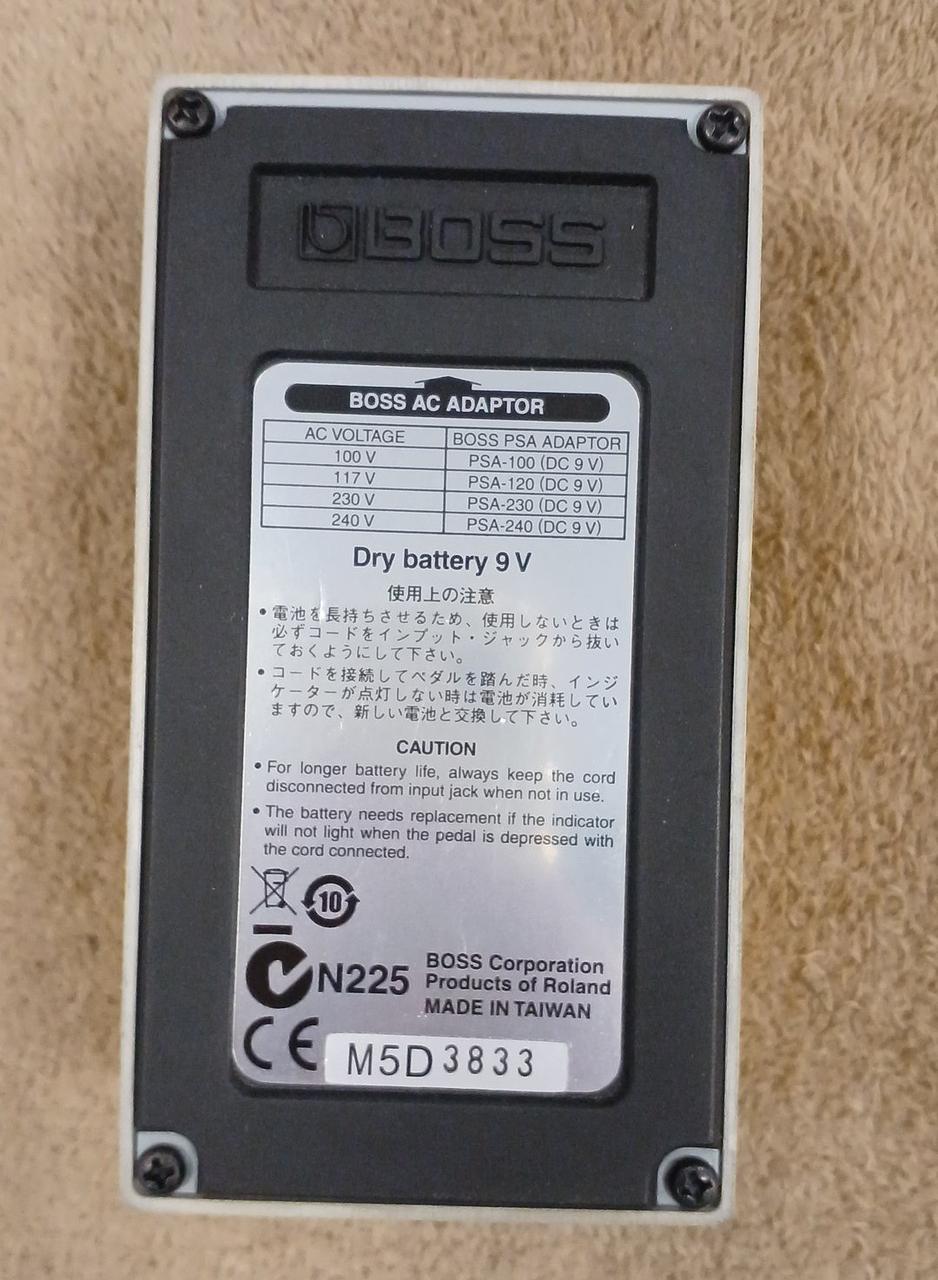 BOSS
BOSS AC ADAPTOR
AC VOLTAGE BOSS PSA ADAPTOR
100 V PSA-100 (DC 9 V)
117 V PSA-120 (DC 9 V)
230 V PSA-230 (DC 9 V)
240 V PSA-240 (DC 9 V)
Dry battery 9 V
使用上の注意
• 電池を長持ちさせるため、使用しないときは
必ずコードをインプット・ジャックから抜い
ておくようにして下さい。
• コードを接続してペダルを踏んだ時、インジ
ケーターが点灯しない時は電池が消耗してい
ますので、新しい電池と交換して下さい。
CAUTION
• For longer battery life, always keep the cord
disconnected from input jack when not in use.
• The battery needs replacement if the indicator
will not light when the pedal is depressed with
the cord connected.
10
N225
BOSS Corporation
Products of Roland
MADE IN TAIWAN
CE
M5D3833